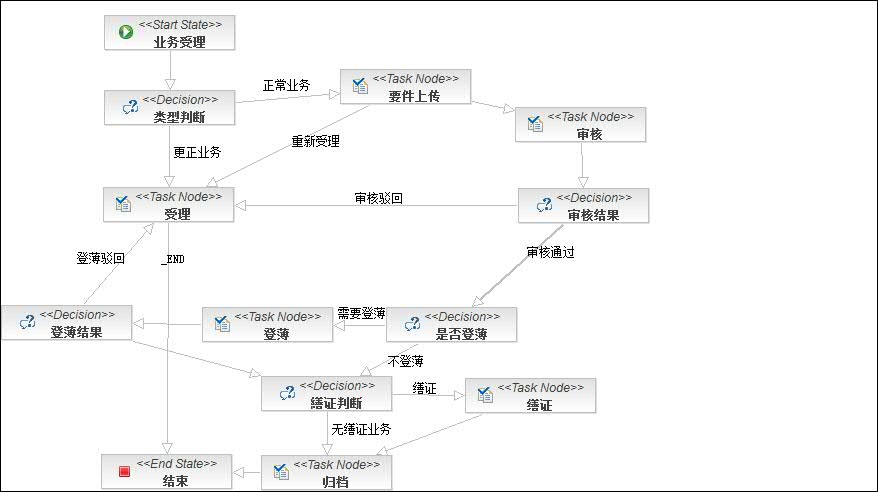 <<Start State>>
业务受理
<<Decision>>
类型判断
正常业务
<<Task Node>>
要件上传
<<Task Node>>
审核
更正业务
重新受理
<<Task Node>>
受理
审核驳回
<<Decision>>
审核结果
登薄驳回
_END
审核通过
<<Decision>>
登薄结果
<<Task Node>>
登薄
需要登薄
<<Decision>>
是否登薄
不登薄
<<Decision>>
缮证判断
缮证
<<Task Node>>
缮证
无缮证业务
<<End State>>
结束
<<Task Node>>
归档